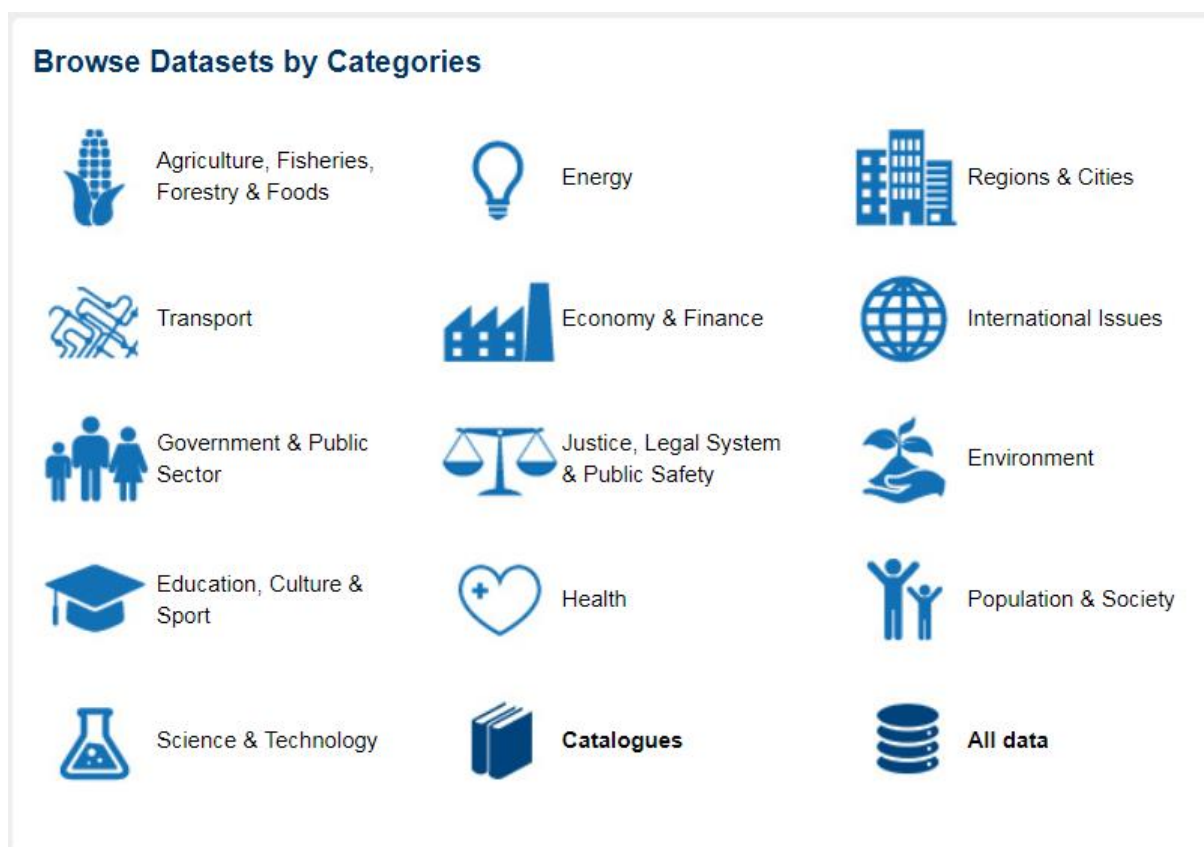 Browse Datasets by Categories
Agriculture, Fisheries,
Forestry & Foods
Energy
Regions & Cities
Transport
Economy & Finance
International Issues
Government & Public
Sector
Justice, Legal System
& Public Safety
Environment
Education, Culture &
Sport
Health
Population & Society
Science & Technology
Catalogues
All data